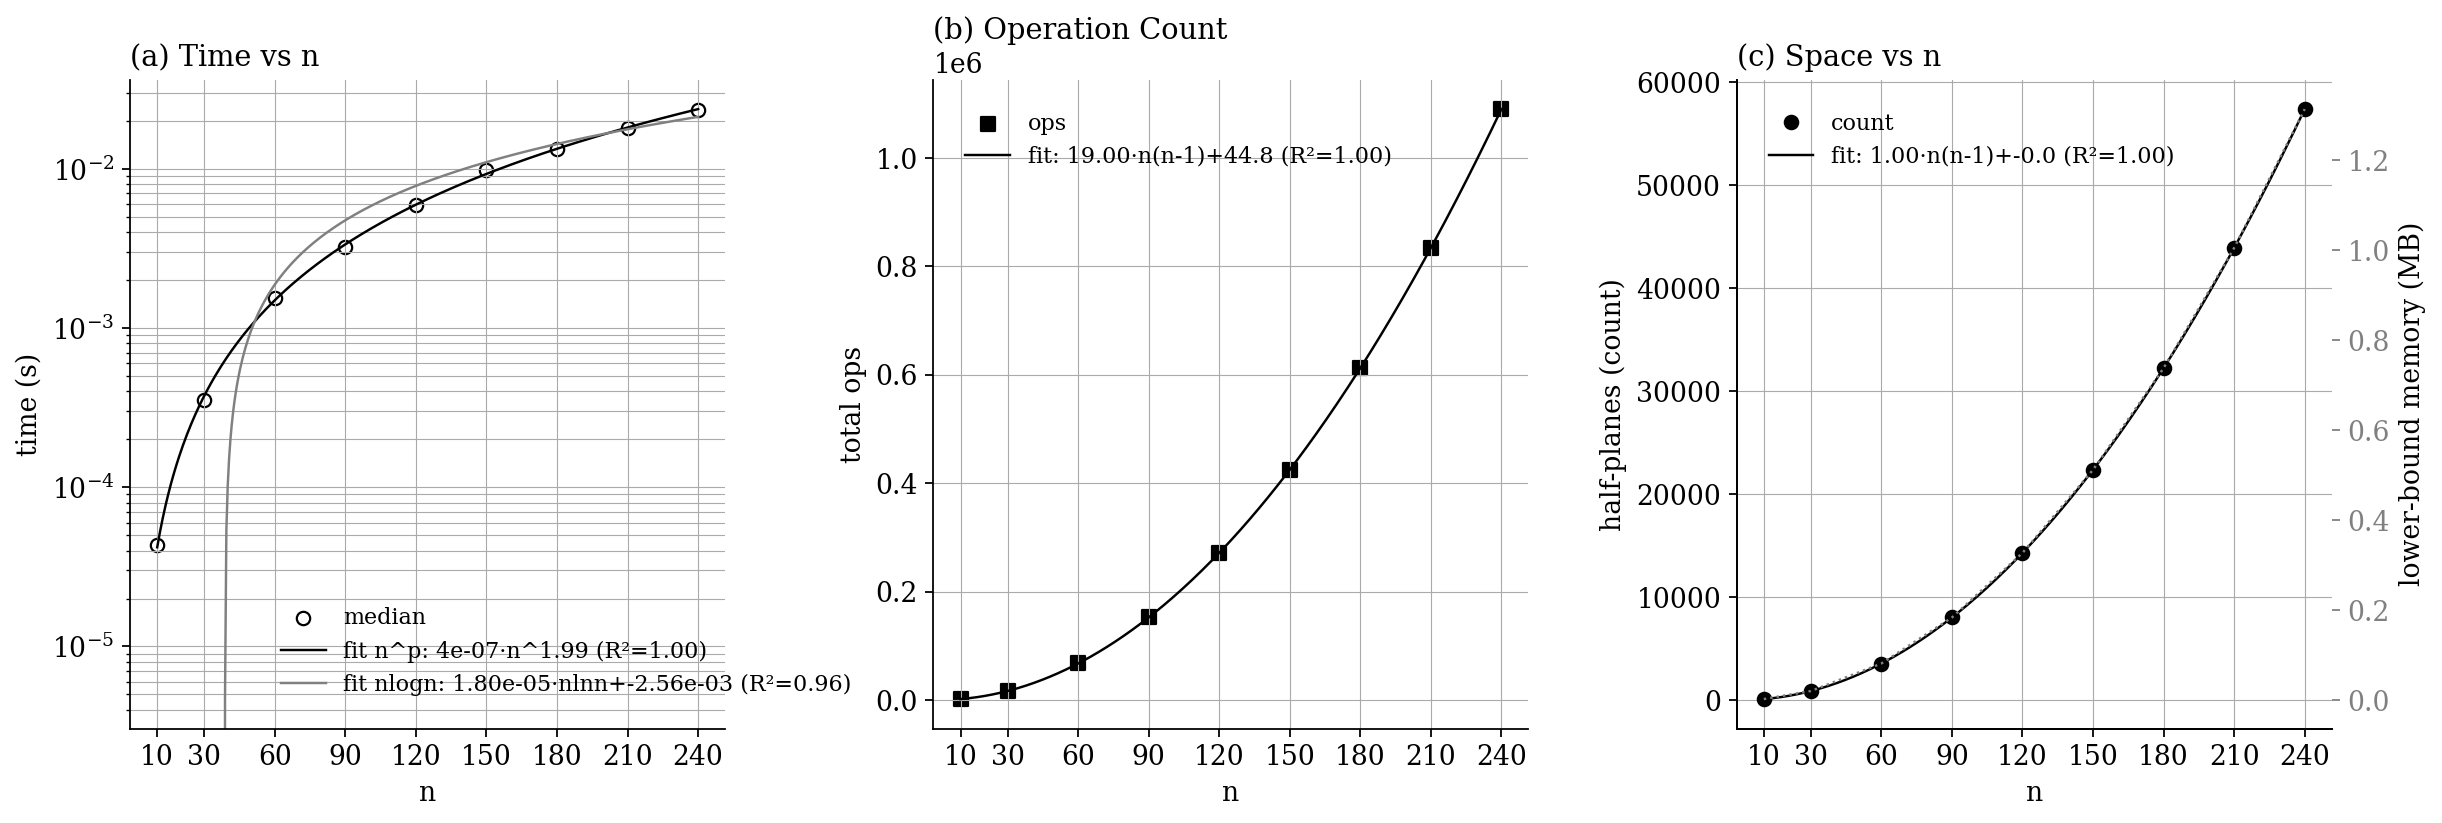 (a) Time vs n
time (s)
10⁻²
10⁻³
10⁻⁴
10⁻⁵
median
fit n^p: 4e-07·n^1.99 (R²=1.00)
fit nlogn: 1.80e-05·nlnn+-2.56e-03 (R²=0.96)
10 30 60 90 120 150 180 210 240
n
(b) Operation Count
1e6
total ops
1.0
0.8
0.6
0.4
0.2
0.0
ops
fit: 19.00·n(n-1)+44.8 (R²=1.00)
10 30 60 90 120 150 180 210 240
n
(c) Space vs n
half-planes (count)
60000
50000
40000
30000
20000
10000
0
count
fit: 1.00·n(n-1)+-0.0 (R²=1.00)
1.2
1.0
0.8
0.6
0.4
0.2
0.0
lower-bound memory (MB)
10 30 60 90 120 150 180 210 240
n